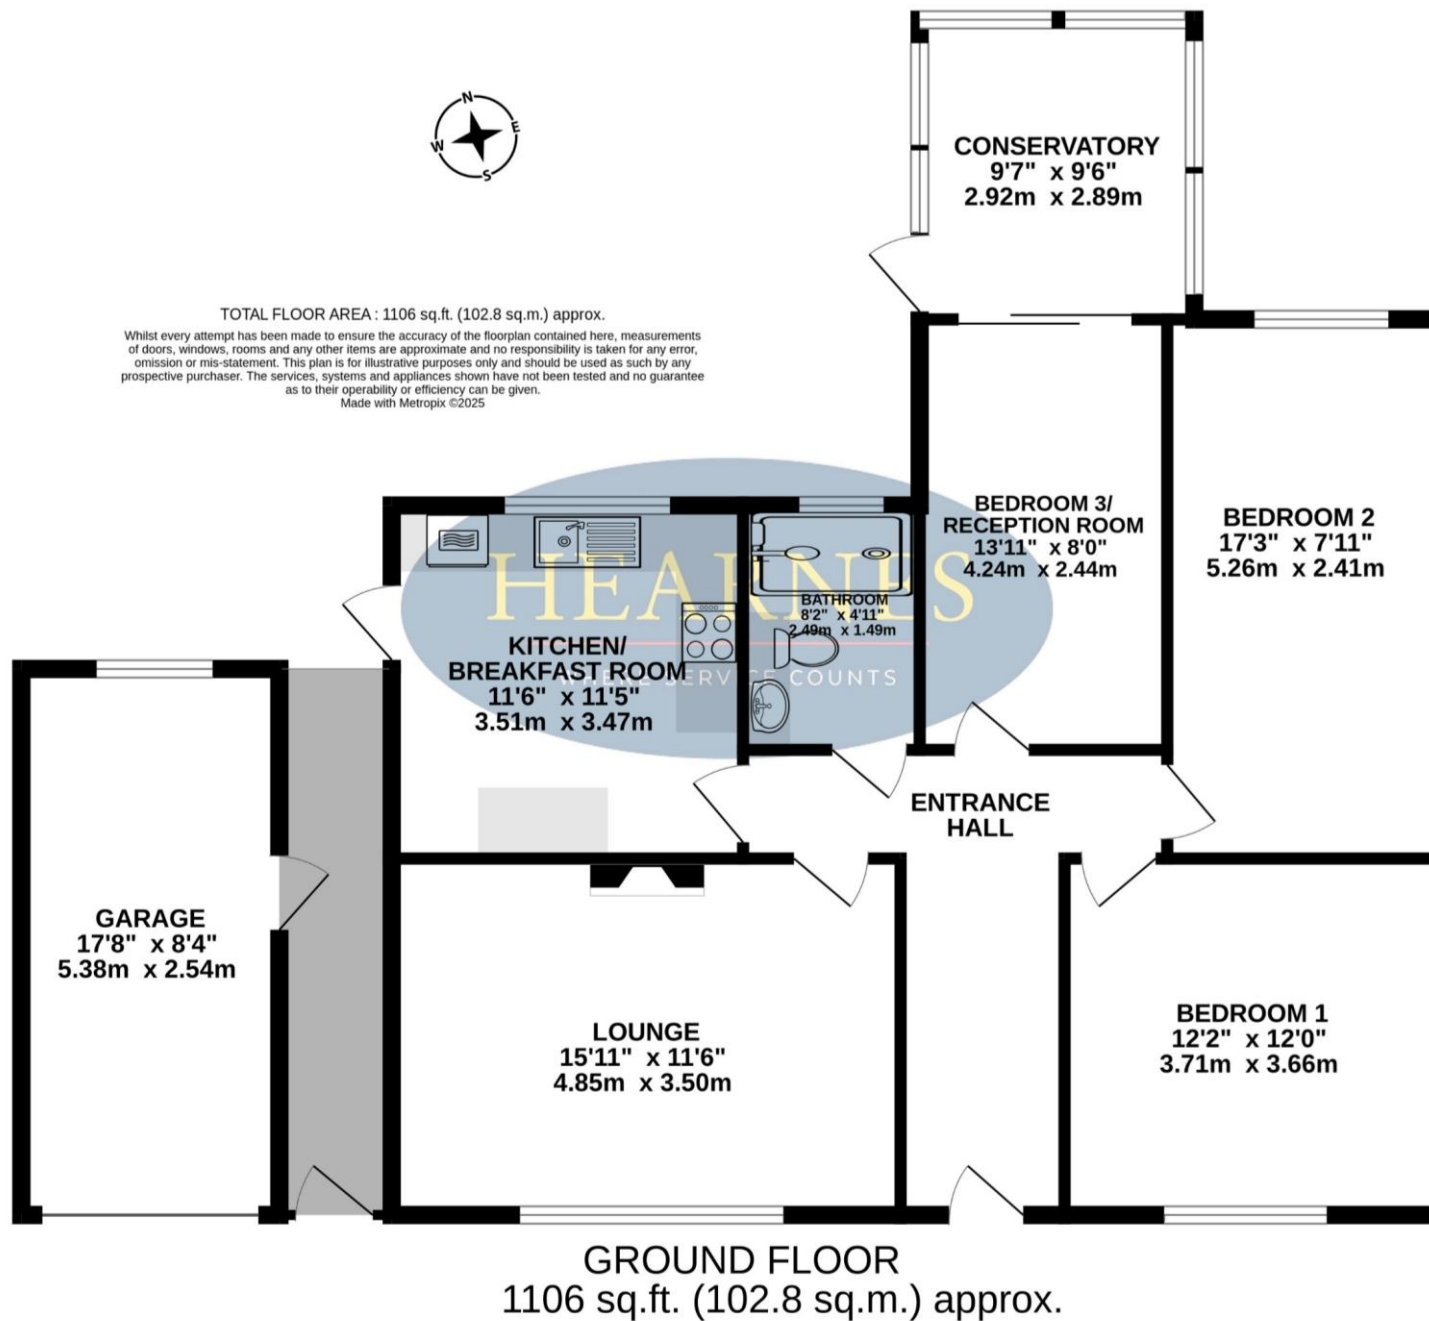 N
E
W
S
CONSERVATORY
9'7" x 9'6"
2.92m x 2.89m
TOTAL FLOOR AREA : 1106 sq.ft. (102.8 sq.m.) approx.
Whilst every attempt has been made to ensure the accuracy of the floorplan contained here, measurements
of doors, windows, rooms and any other items are approximate and no responsibility is taken for any error,
omission or mis-statement. This plan is for illustrative purposes only and should be used as such by any
prospective purchaser. The services, systems and appliances shown have not been tested and no guarantee
as to their operability or efficiency can be given.
Made with Metropix ©2025
BEDROOM 3/
RECEPTION ROOM
13'11" x 8'0"
4.24m x 2.44m
BEDROOM 2
17'3" x 7'11"
5.26m x 2.41m
HEARNES
WHERE SERVICE COUNTS
BATHROOM
8'2" x 4'11"
2.49m x 1.49m
KITCHEN/
BREAKFAST ROOM
11'6" x 11'5"
3.51m x 3.47m
ENTRANCE
HALL
GARAGE
17'8" x 8'4"
5.38m x 2.54m
LOUNGE
15'11" x 11'6"
4.85m x 3.50m
BEDROOM 1
12'2" x 12'0"
3.71m x 3.66m
GROUND FLOOR
1106 sq.ft. (102.8 sq.m.) approx.